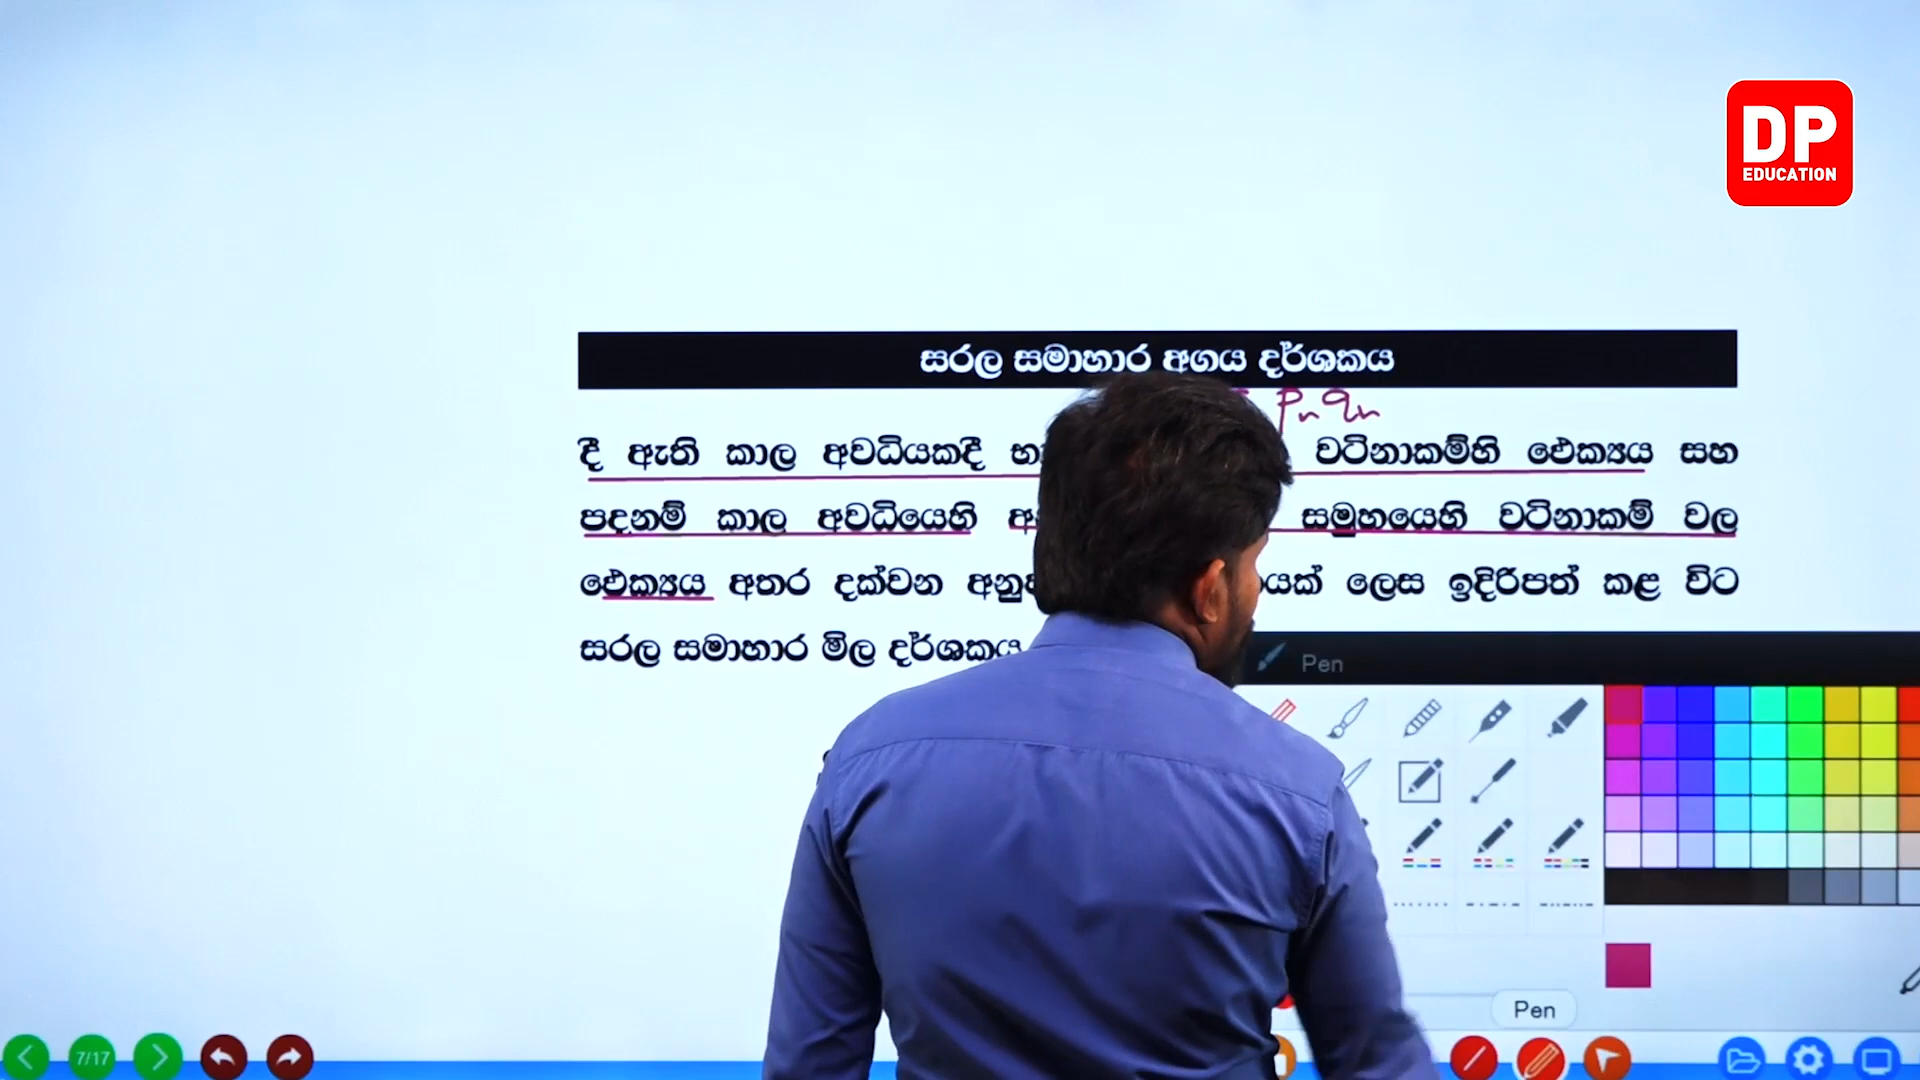 DP
EDUCATION
සරල සමාහාර අගය දර්ශකය
Pn qn
දී ඇති කාල අවධියකදී වටිනාකම්හි ඓක්‍යය සහ
පදනම් කාල අවධියෙහි සමූහයෙහි වටිනාකම් වල
ඓක්‍යය අතර දක්වන ලෙස ඉදිරිපත් කළ විට
සරල සමාහාර මිල දර්ශකය
Pen
Pen
7/17